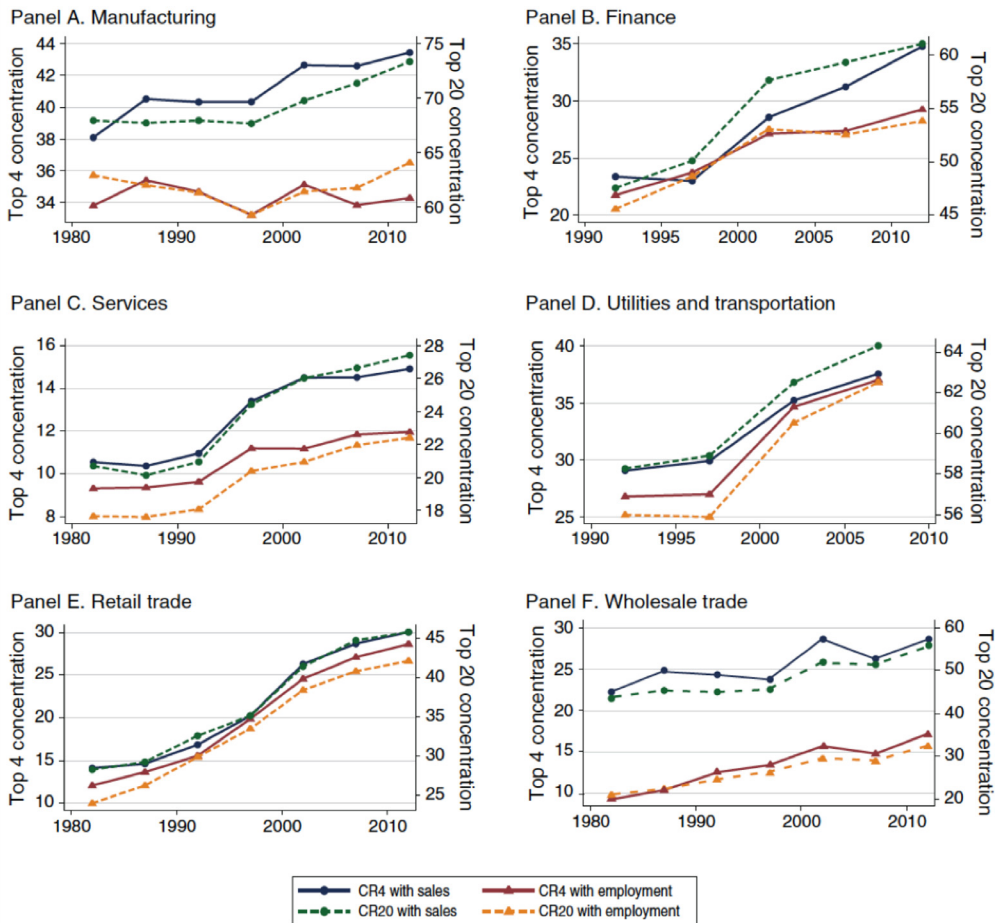 Panel A. Manufacturing
Top 4 concentration
44
42
40
38
36
34
75
70
65
60
Top 20 concentration
1980 1990 2000 2010
Panel B. Finance
Top 4 concentration
35
30
25
20
60
55
50
45
Top 20 concentration
1990 1995 2000 2005 2010
Panel C. Services
Top 4 concentration
16
14
12
10
8
28
26
24
22
20
18
Top 20 concentration
1980 1990 2000 2010
Panel D. Utilities and transportation
Top 4 concentration
40
35
30
25
64
62
60
58
56
Top 20 concentration
1990 1995 2000 2005 2010
Panel E. Retail trade
Top 4 concentration
30
25
20
15
10
45
40
35
30
25
Top 20 concentration
1980 1990 2000 2010
Panel F. Wholesale trade
Top 4 concentration
30
25
20
15
10
60
50
40
30
20
Top 20 concentration
1980 1990 2000 2010
CR4 with sales CR4 with employment
CR20 with sales CR20 with employment